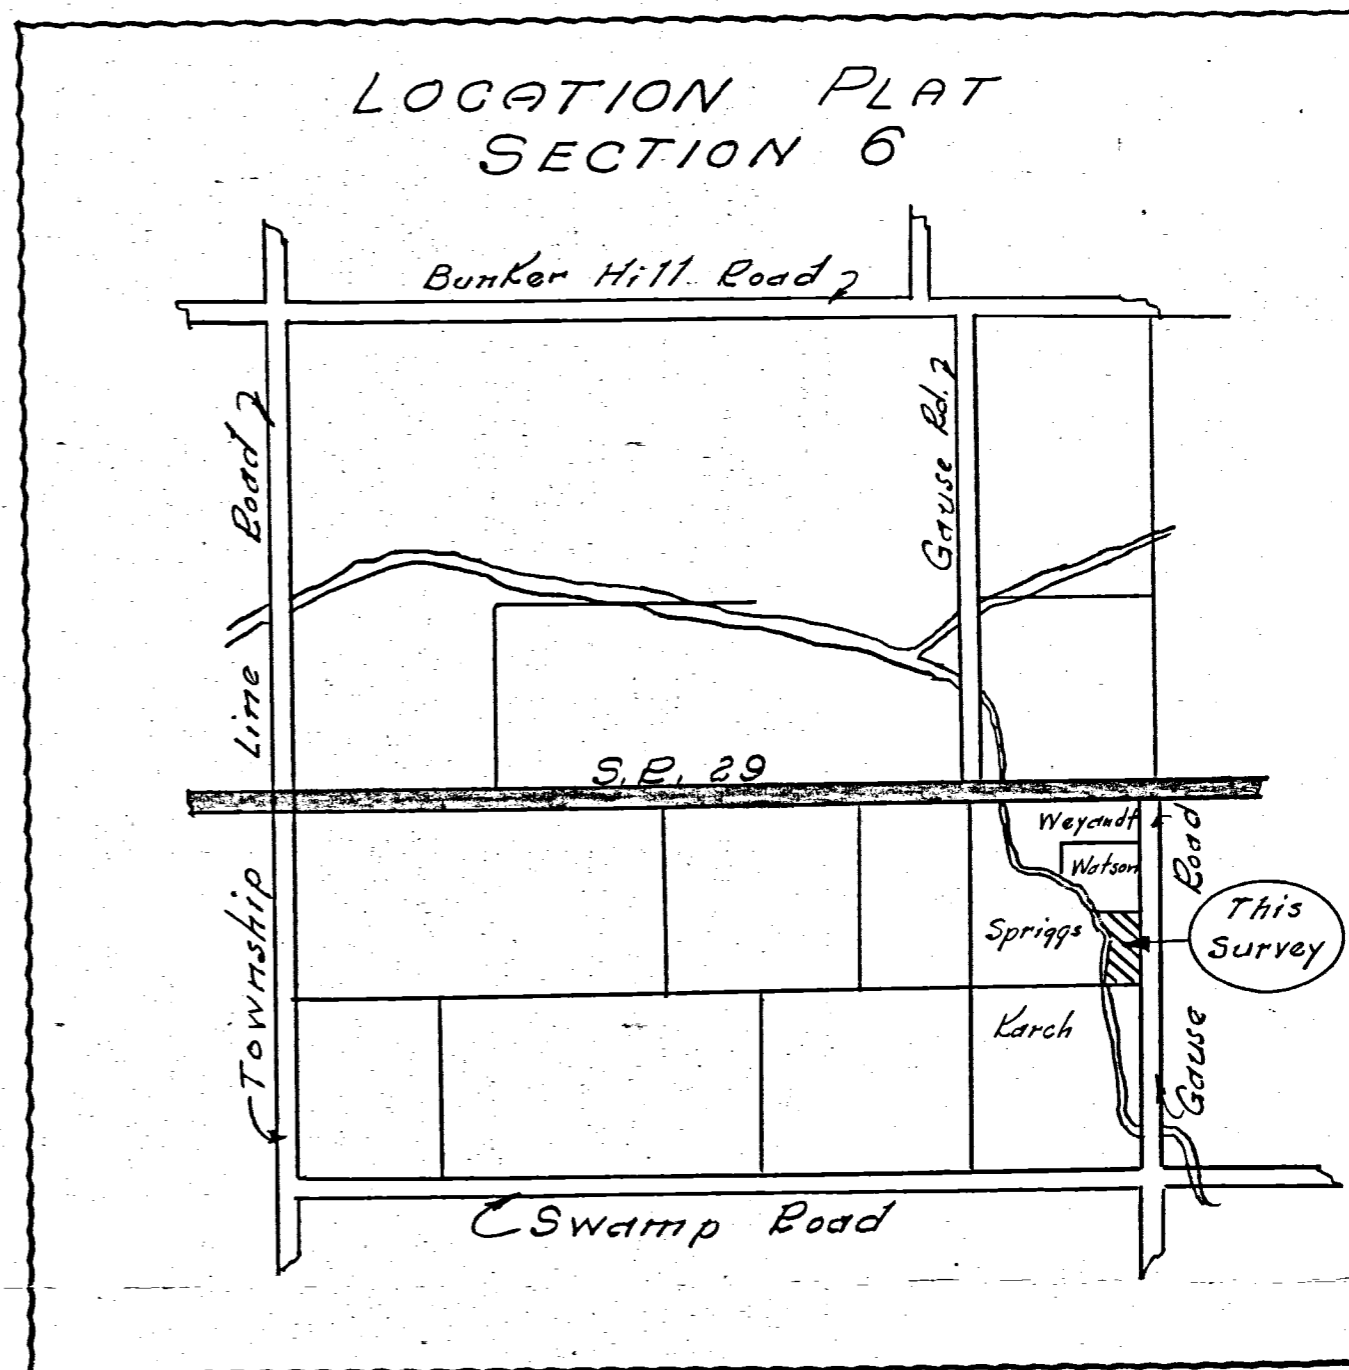 LOCATION PLAT
SECTION 6
Bunker Hill Road
Gause Rd.
Township Line Road
S.R. 29
Weyandt
Watson
Spriggs
This
Survey
Karch
Gause Road
Swamp Road